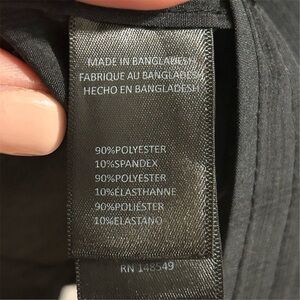 MADE IN BANGLADESH
FABRIQUE AU BANGLADESH
HECHO EN BANGLADESH
90%POLYESTER
10%SPANDEX
90%POLYESTER
10%ELASTHANNE
90%POLIESTER
10%ELASTANO
RN 148549